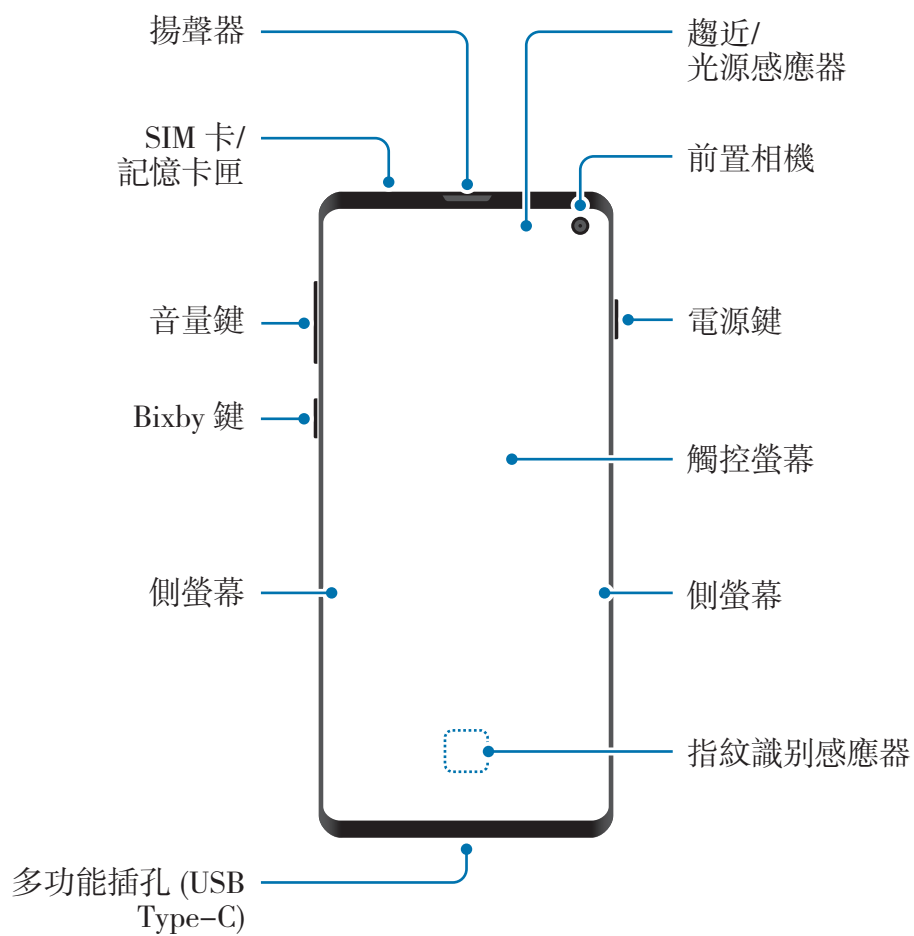 揚聲器
SIM 卡/
記憶卡匣
音量鍵
Bixby 鍵
側螢幕
多功能插孔 (USB
Type-C)
趨近/
光源感應器
前置相機
電源鍵
觸控螢幕
側螢幕
指紋識別感應器